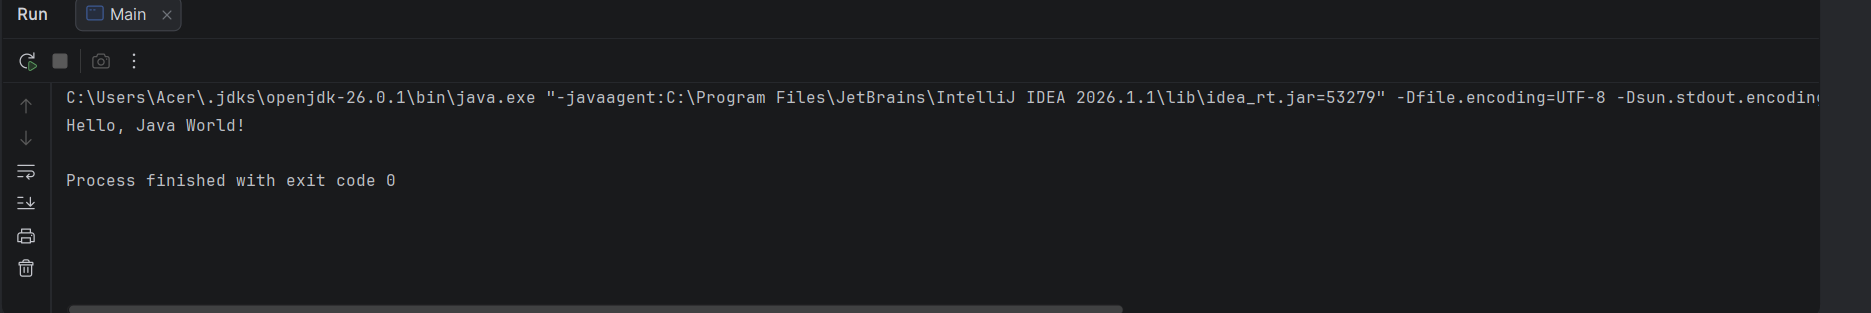 Run Main
C:\Users\Acer\.jdks\openjdk-26.0.1\bin\java.exe "-javaagent:C:\Program Files\JetBrains\IntelliJ IDEA 2026.1.1\lib\idea_rt.jar=53279" -Dfile.encoding=UTF-8 -Dsun.stdout.encoding
Hello, Java World!
Process finished with exit code 0